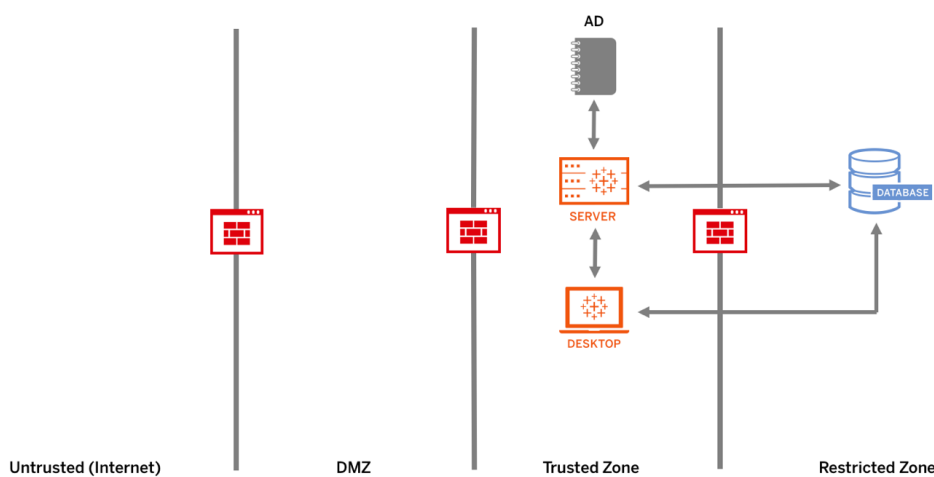 AD
SERVER
DATABASE
DESKTOP
Untrusted (Internet)
DMZ
Trusted Zone
Restricted Zone